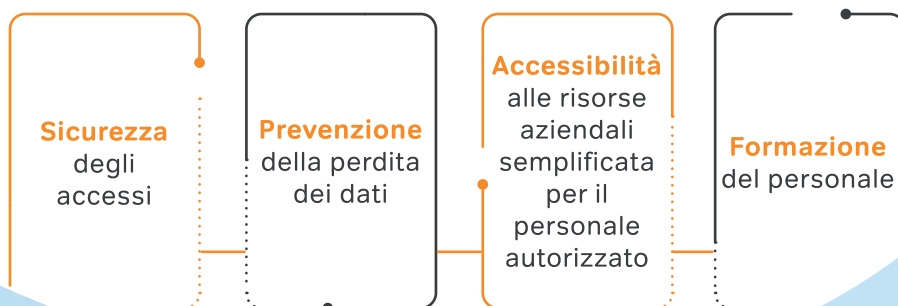 Sicurezza
degli
accessi
Prevenzione
della perdita
dei dati
Accessibilità
alle risorse
aziendali
semplificata
per il
personale
autorizzato
Formazione
del personale